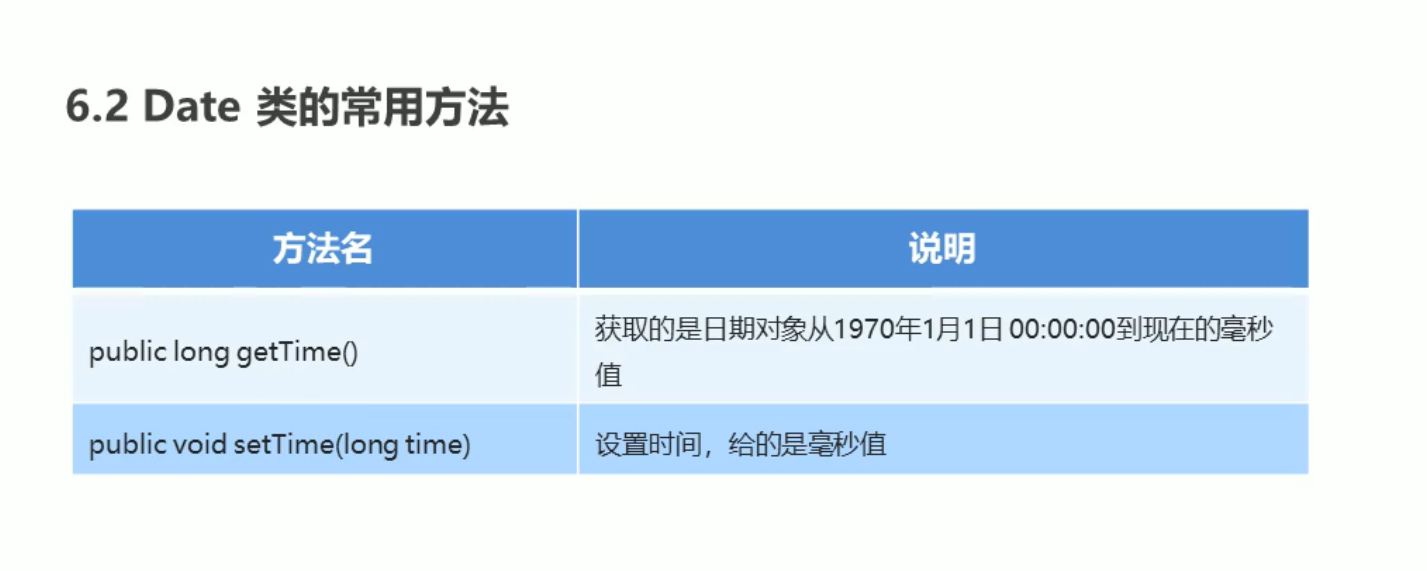 6.2 Date 类的常用方法
方法名
说明
public long getTime()
获取的是日期对象从1970年1月1日 00:00:00到现在的毫秒
值
public void setTime(long time)
设置时间，给的是毫秒值